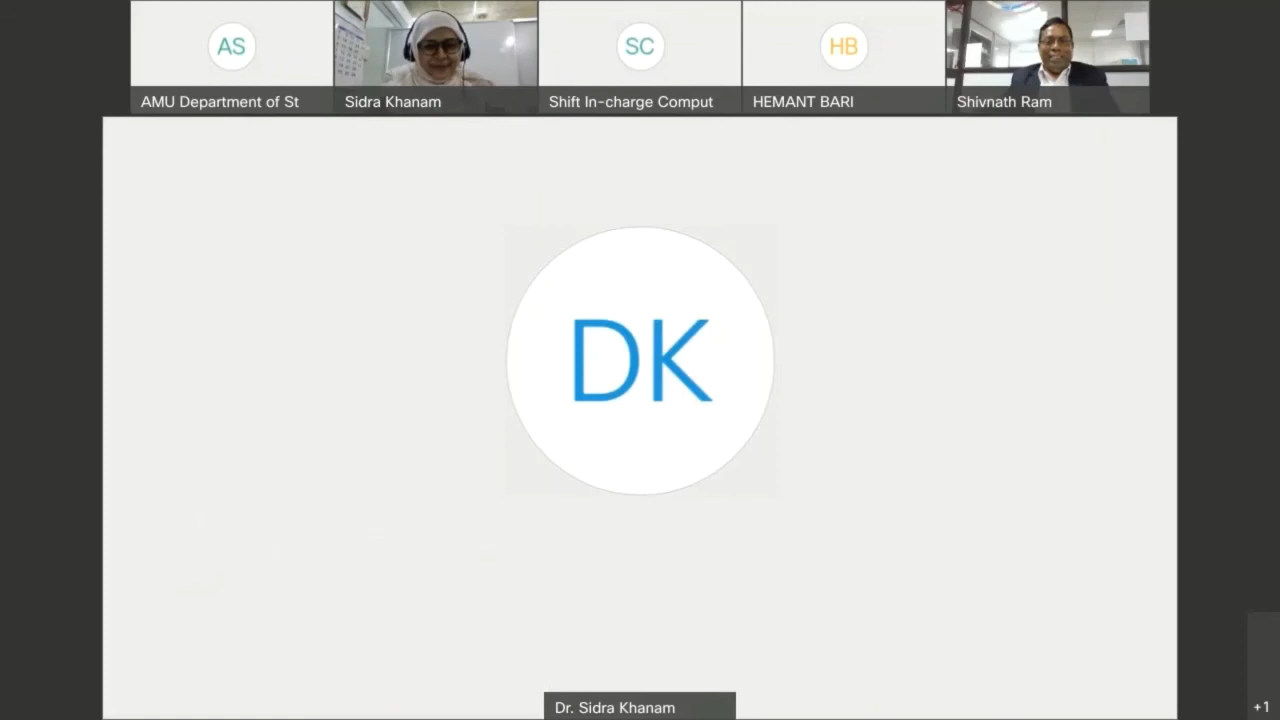 AS
SC
HB
AMU Department of St
Sidra Khanam
Shift In-charge Comput
HEMANT BARI
Shivnath Ram
DK
Dr. Sidra Khanam
+1